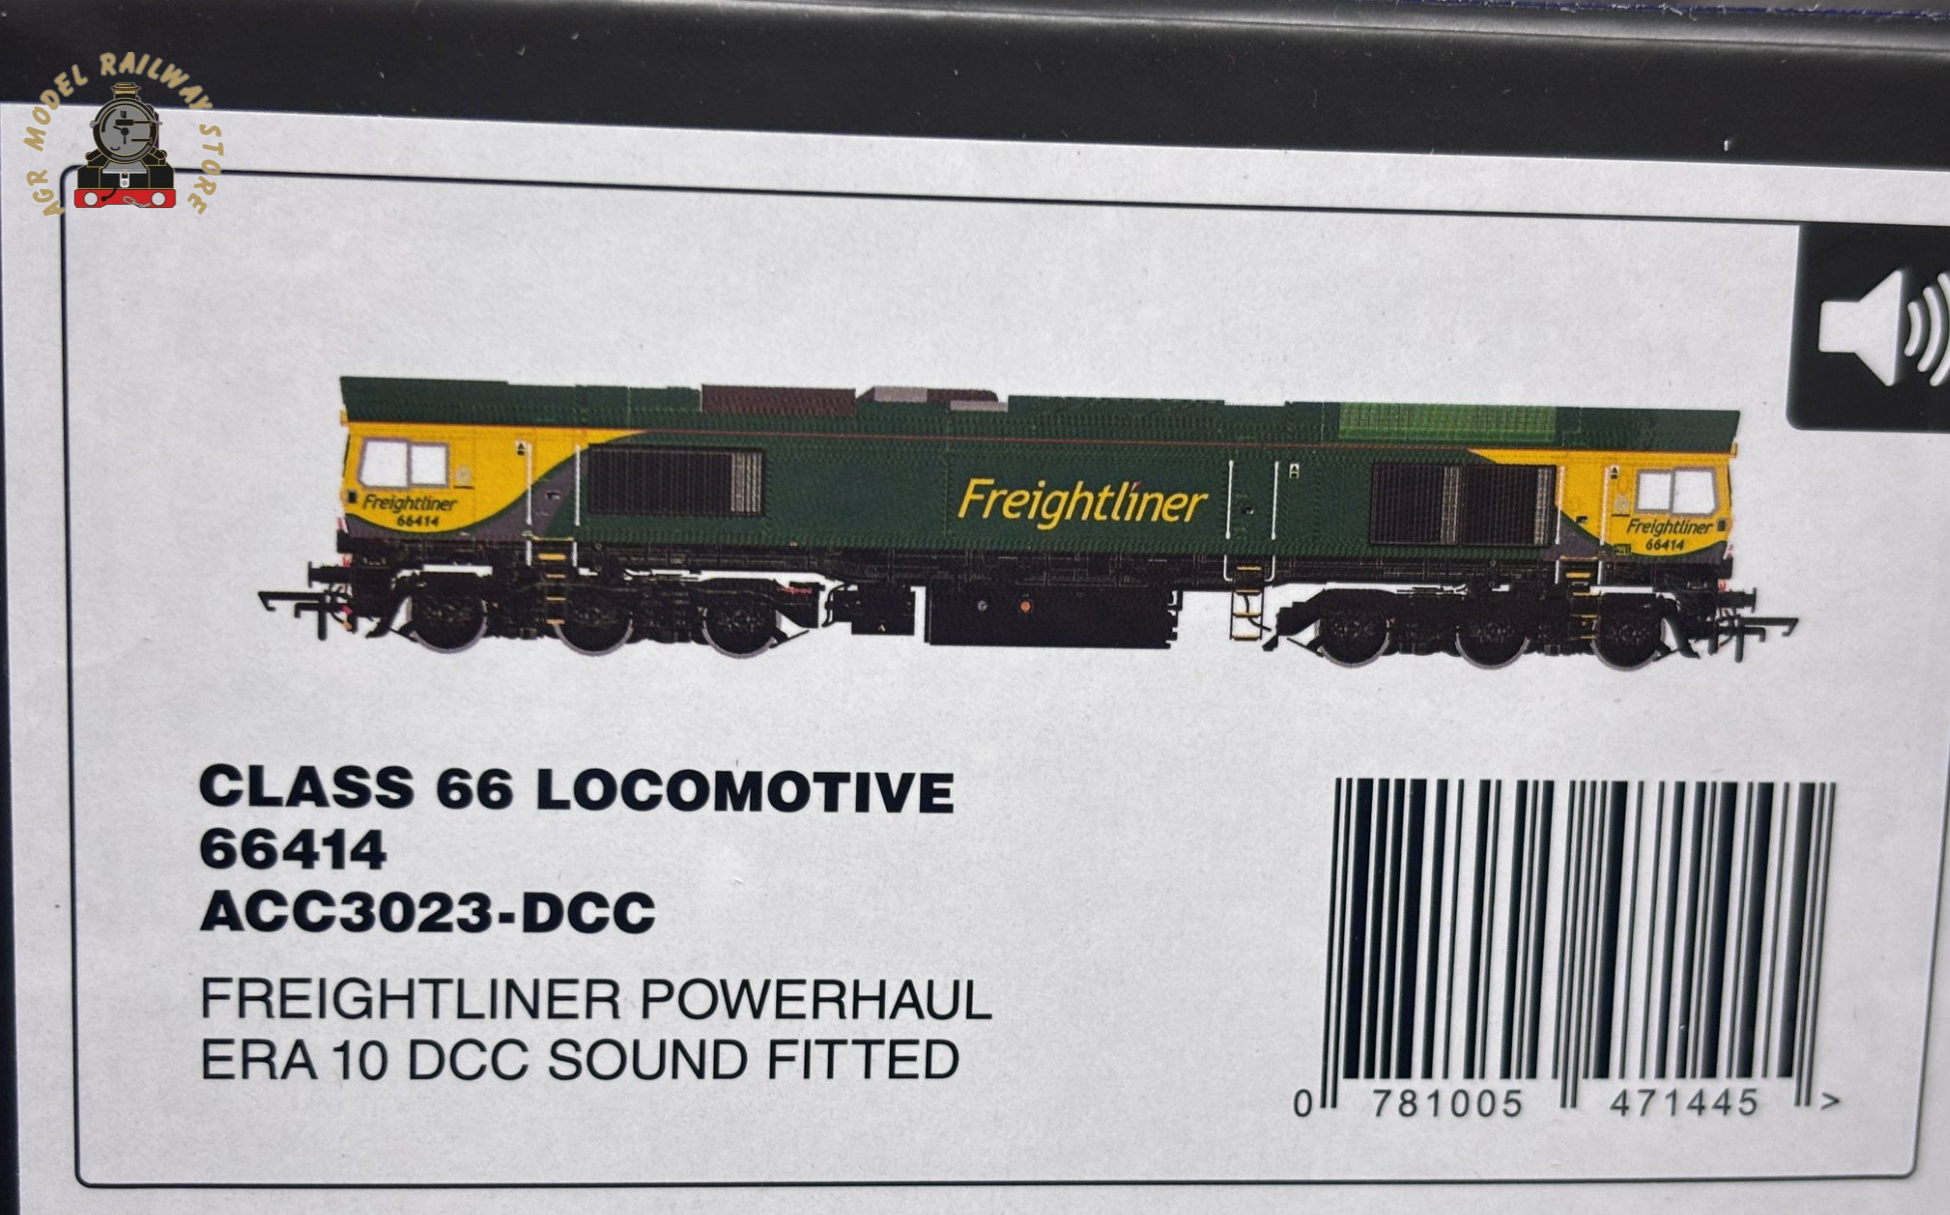 AGR MODEL RAILWAY STORE
Freightliner
66414
Freightliner
Freightliner
66414
CLASS 66 LOCOMOTIVE
66414
ACC3023-DCC
FREIGHTLINER POWERHAUL
ERA 10 DCC SOUND FITTED
0 781005 471445 >